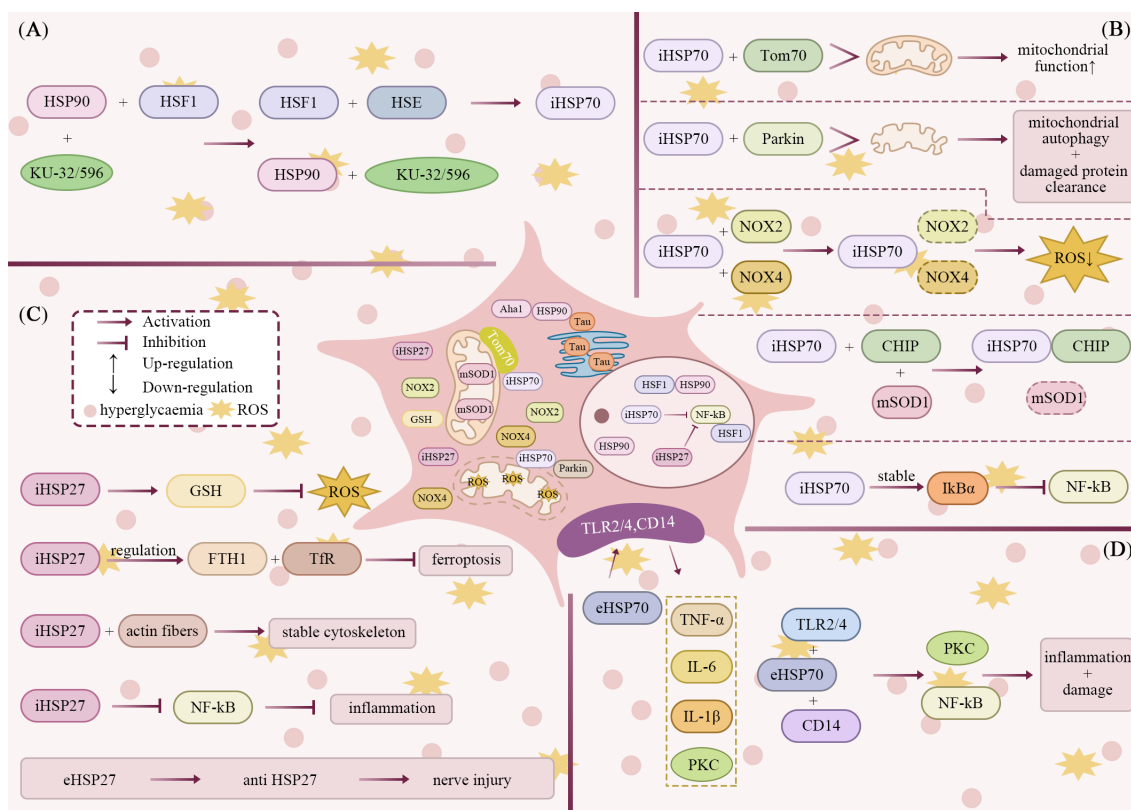 (A)
HSP90 + HSF1
+
KU-32/596
HSF1 + HSE
iHSP70
HSP90 + KU-32/596
(B)
iHSP70 + Tom70
mitochondrial
function↑
iHSP70 + Parkin
mitochondrial
autophagy
+
damaged protein
clearance
iHSP70
+ NOX2
+ NOX4
iHSP70
NOX2
NOX4
ROS↓
iHSP70 + CHIP
+
mSOD1
iHSP70 CHIP
mSOD1
iHSP70
stable
IkBα
NF-kB
(C)
Activation
Inhibition
Up-regulation
Down-regulation
hyperglycaemia
ROS
iHSP27
GSH
ROS
iHSP27
regulation
FTH1 + TfR
ferroptosis
iHSP27 + actin fibers
stable cytoskeleton
iHSP27
NF-kB
inflammation
eHSP27
anti HSP27
nerve injury
Aha1
HSP90
Tau
Tau
Tau
iHSP27
Tom70
mSOD1
iHSP70
NOX2
mSOD1
GSH
NOX2
NOX4
iHSP27
iHSP70
Parkin
ROS
ROS
ROS
NOX4
HSF1
HSP90
iHSP70
NF-kB
HSF1
HSP90
iHSP27
TLR2/4,CD14
(D)
eHSP70
TNF-α
IL-6
IL-1β
PKC
TLR2/4
+
eHSP70
+
CD14
PKC
NF-kB
inflammation
+
damage